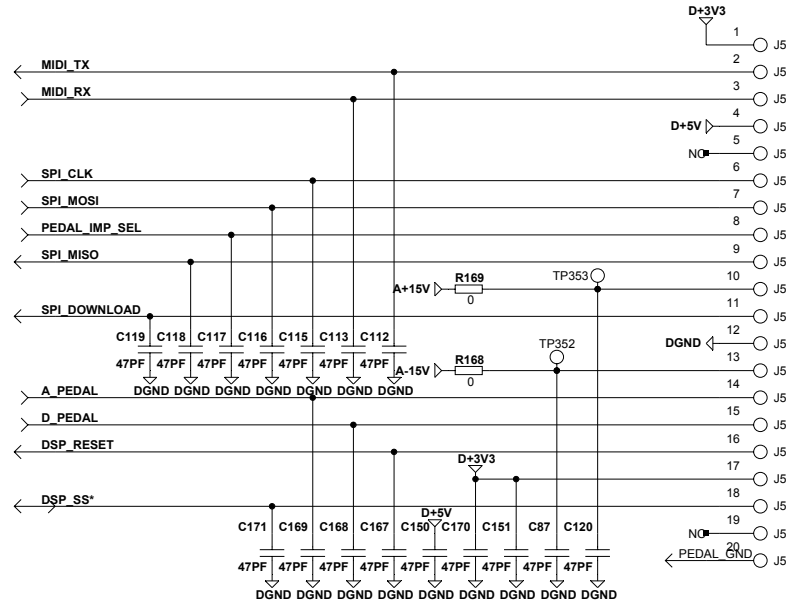 D+3V3
1 J5
MIDI_TX 2 J5
MIDI_RX 3 J5
D+5V 4 J5
NC 5 J5
SPI_CLK 6 J5
SPI_MOSI 7 J5
PEDAL_IMP_SEL 8 J5
SPI_MISO 9 J5
A+15V R169 0 TP353 10 J5
SPI_DOWNLOAD 11 J5
C119 C118 C117 C116 C115 C113 C112
47PF 47PF 47PF 47PF 47PF 47PF 47PF
DGND DGND DGND DGND DGND DGND DGND
DGND 12 J5
A-15V R168 0 TP352 13 J5
A_PEDAL 14 J5
D_PEDAL 15 J5
DSP_RESET 16 J5
D+3V3 17 J5
DSP_SS* 18 J5
D+5V
NC 19 J5
PEDAL_GND 20 J5
C171 C169 C168 C167 C150 C170 C151 C87 C120
47PF 47PF 47PF 47PF 47PF 47PF 47PF 47PF 47PF
DGND DGND DGND DGND DGND DGND DGND DGND DGND